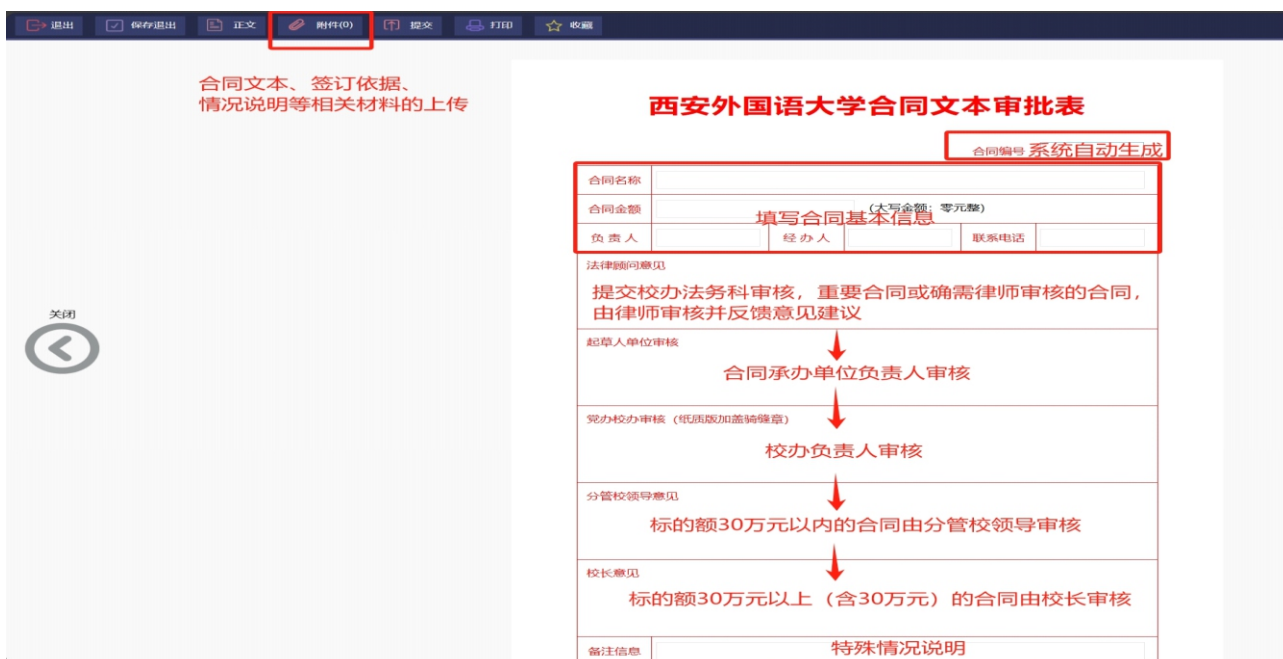 退出 保存退出 正文 附件(0) 提交 打印 收藏
合同文本、签订依据、
情况说明等相关材料的上传
西安外国语大学合同文本审批表
合同编号 系统自动生成
合同名称
合同金额 (大写金额：零元整)
填写合同基本信息
负责人 经办人 联系电话
法律顾问意见
提交校办法务科审核，重要合同或确需律师审核的合同，
由律师审核并反馈意见建议
关闭
起草人单位审核
合同承办单位负责人审核
党办校办审核（纸质版加盖骑缝章）
校办负责人审核
分管校领导意见
标的额30万元以内的合同由分管校领导审核
校长意见
标的额30万元以上（含30万元）的合同由校长审核
备注信息 特殊情况说明